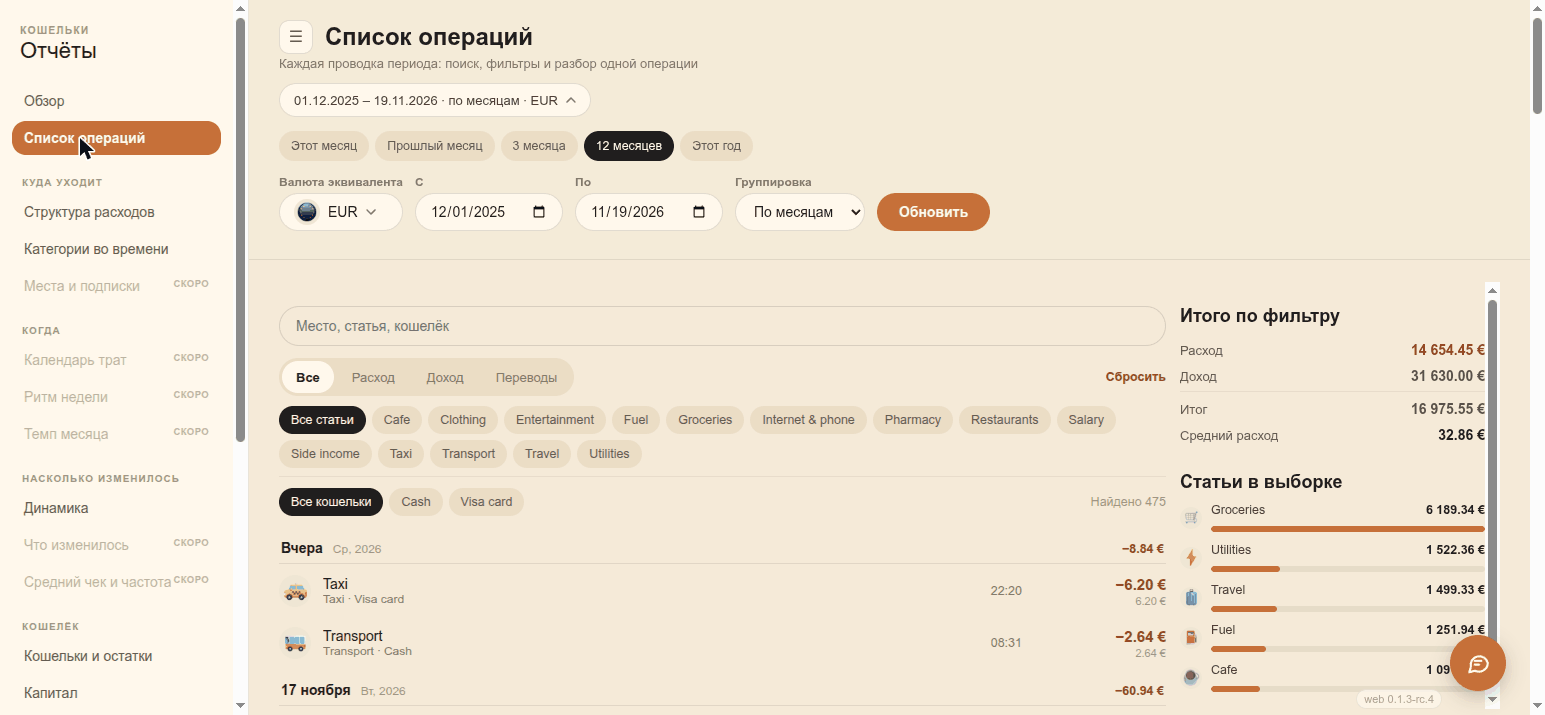 КОШЕЛЬКИ
Отчёты
Обзор
Список операций
КУДА УХОДИТ
Структура расходов
Категории во времени
Места и подписки СКОРО
КОГДА
Календарь трат СКОРО
Ритм недели СКОРО
Темп месяца СКОРО
НАСКОЛЬКО ИЗМЕНИЛОСЬ
Динамика
Что изменилось СКОРО
Средний чек и частота СКОРО
КОШЕЛЁК
Кошельки и остатки
Капитал
Список операций
Каждая проводка периода: поиск, фильтры и разбор одной операции
01.12.2025 – 19.11.2026 · по месяцам · EUR
Этот месяц Прошлый месяц 3 месяца 12 месяцев Этот год
Валюта эквивалента С По Группировка
EUR 12/01/2025 11/19/2026 По месяцам Обновить
Место, статья, кошелёк
Все Расход Доход Переводы Сбросить
Все статьи Cafe Clothing Entertainment Fuel Groceries Internet & phone Pharmacy Restaurants Salary
Side income Taxi Transport Travel Utilities
Все кошельки Cash Visa card Найдено 475
Вчера Ср, 2026 −8.84 €
Taxi 22:20 −6.20 €
Taxi · Visa card 6.20 €
Transport 08:31 −2.64 €
Transport · Cash 2.64 €
17 ноября Вт, 2026 −60.94 €
Итого по фильтру
Расход 14 654.45 €
Доход 31 630.00 €
Итог 16 975.55 €
Средний расход 32.86 €
Статьи в выборке
Groceries 6 189.34 €
Utilities 1 522.36 €
Travel 1 499.33 €
Fuel 1 251.94 €
Cafe 1 09
web 0.1.3-rc.4